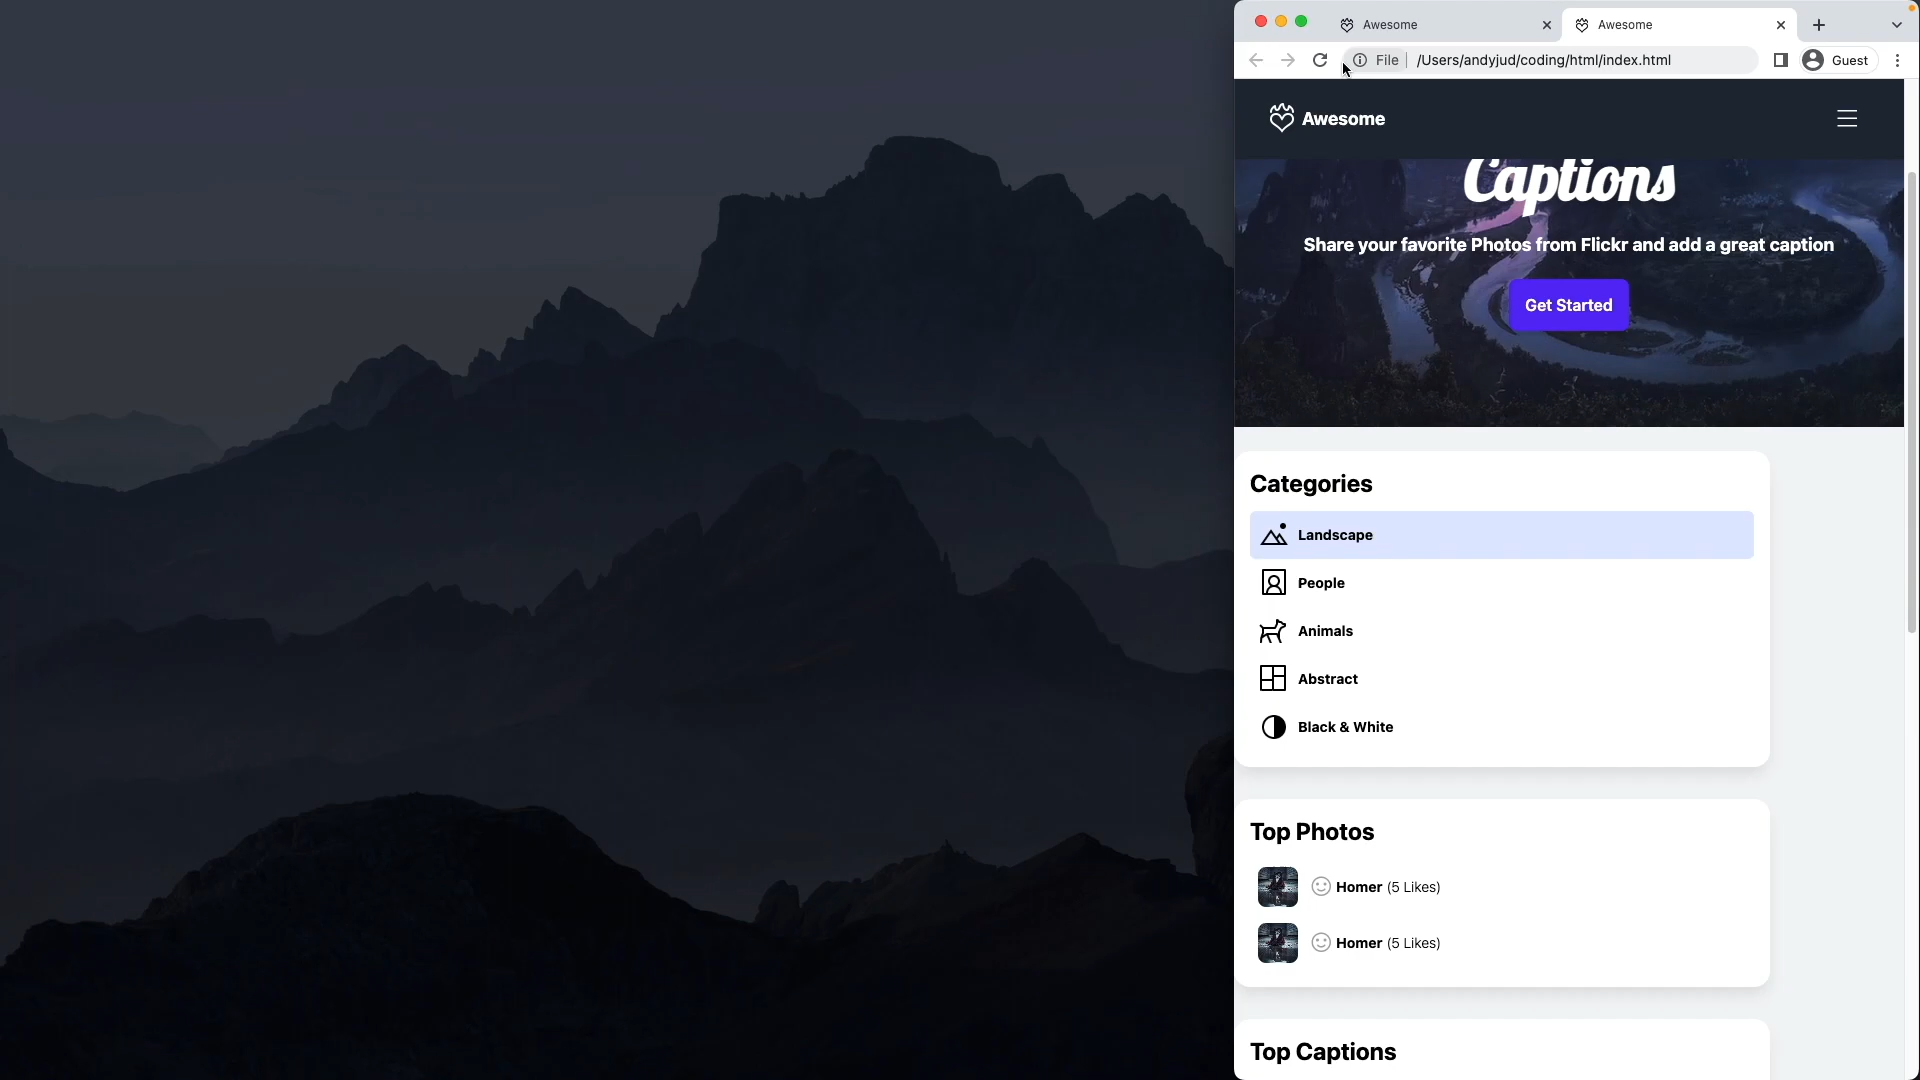 Awesome
Awesome
File
/Users/andyjud/coding/html/index.html
Guest
Awesome
Captions
Share your favorite Photos from Flickr and add a great caption
Get Started
Categories
Landscape
People
Animals
Abstract
Black & White
Top Photos
Homer (5 Likes)
Homer (5 Likes)
Top Captions